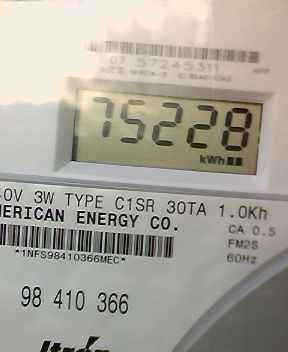 07 57245311
75228
kWh
0V 3W TYPE C1SR 30TA 1.0Kh
MERICAN ENERGY CO.
CA 0.5
FM2S
*1NFS98410366MEC*
60Hz
98 410 366
Itron